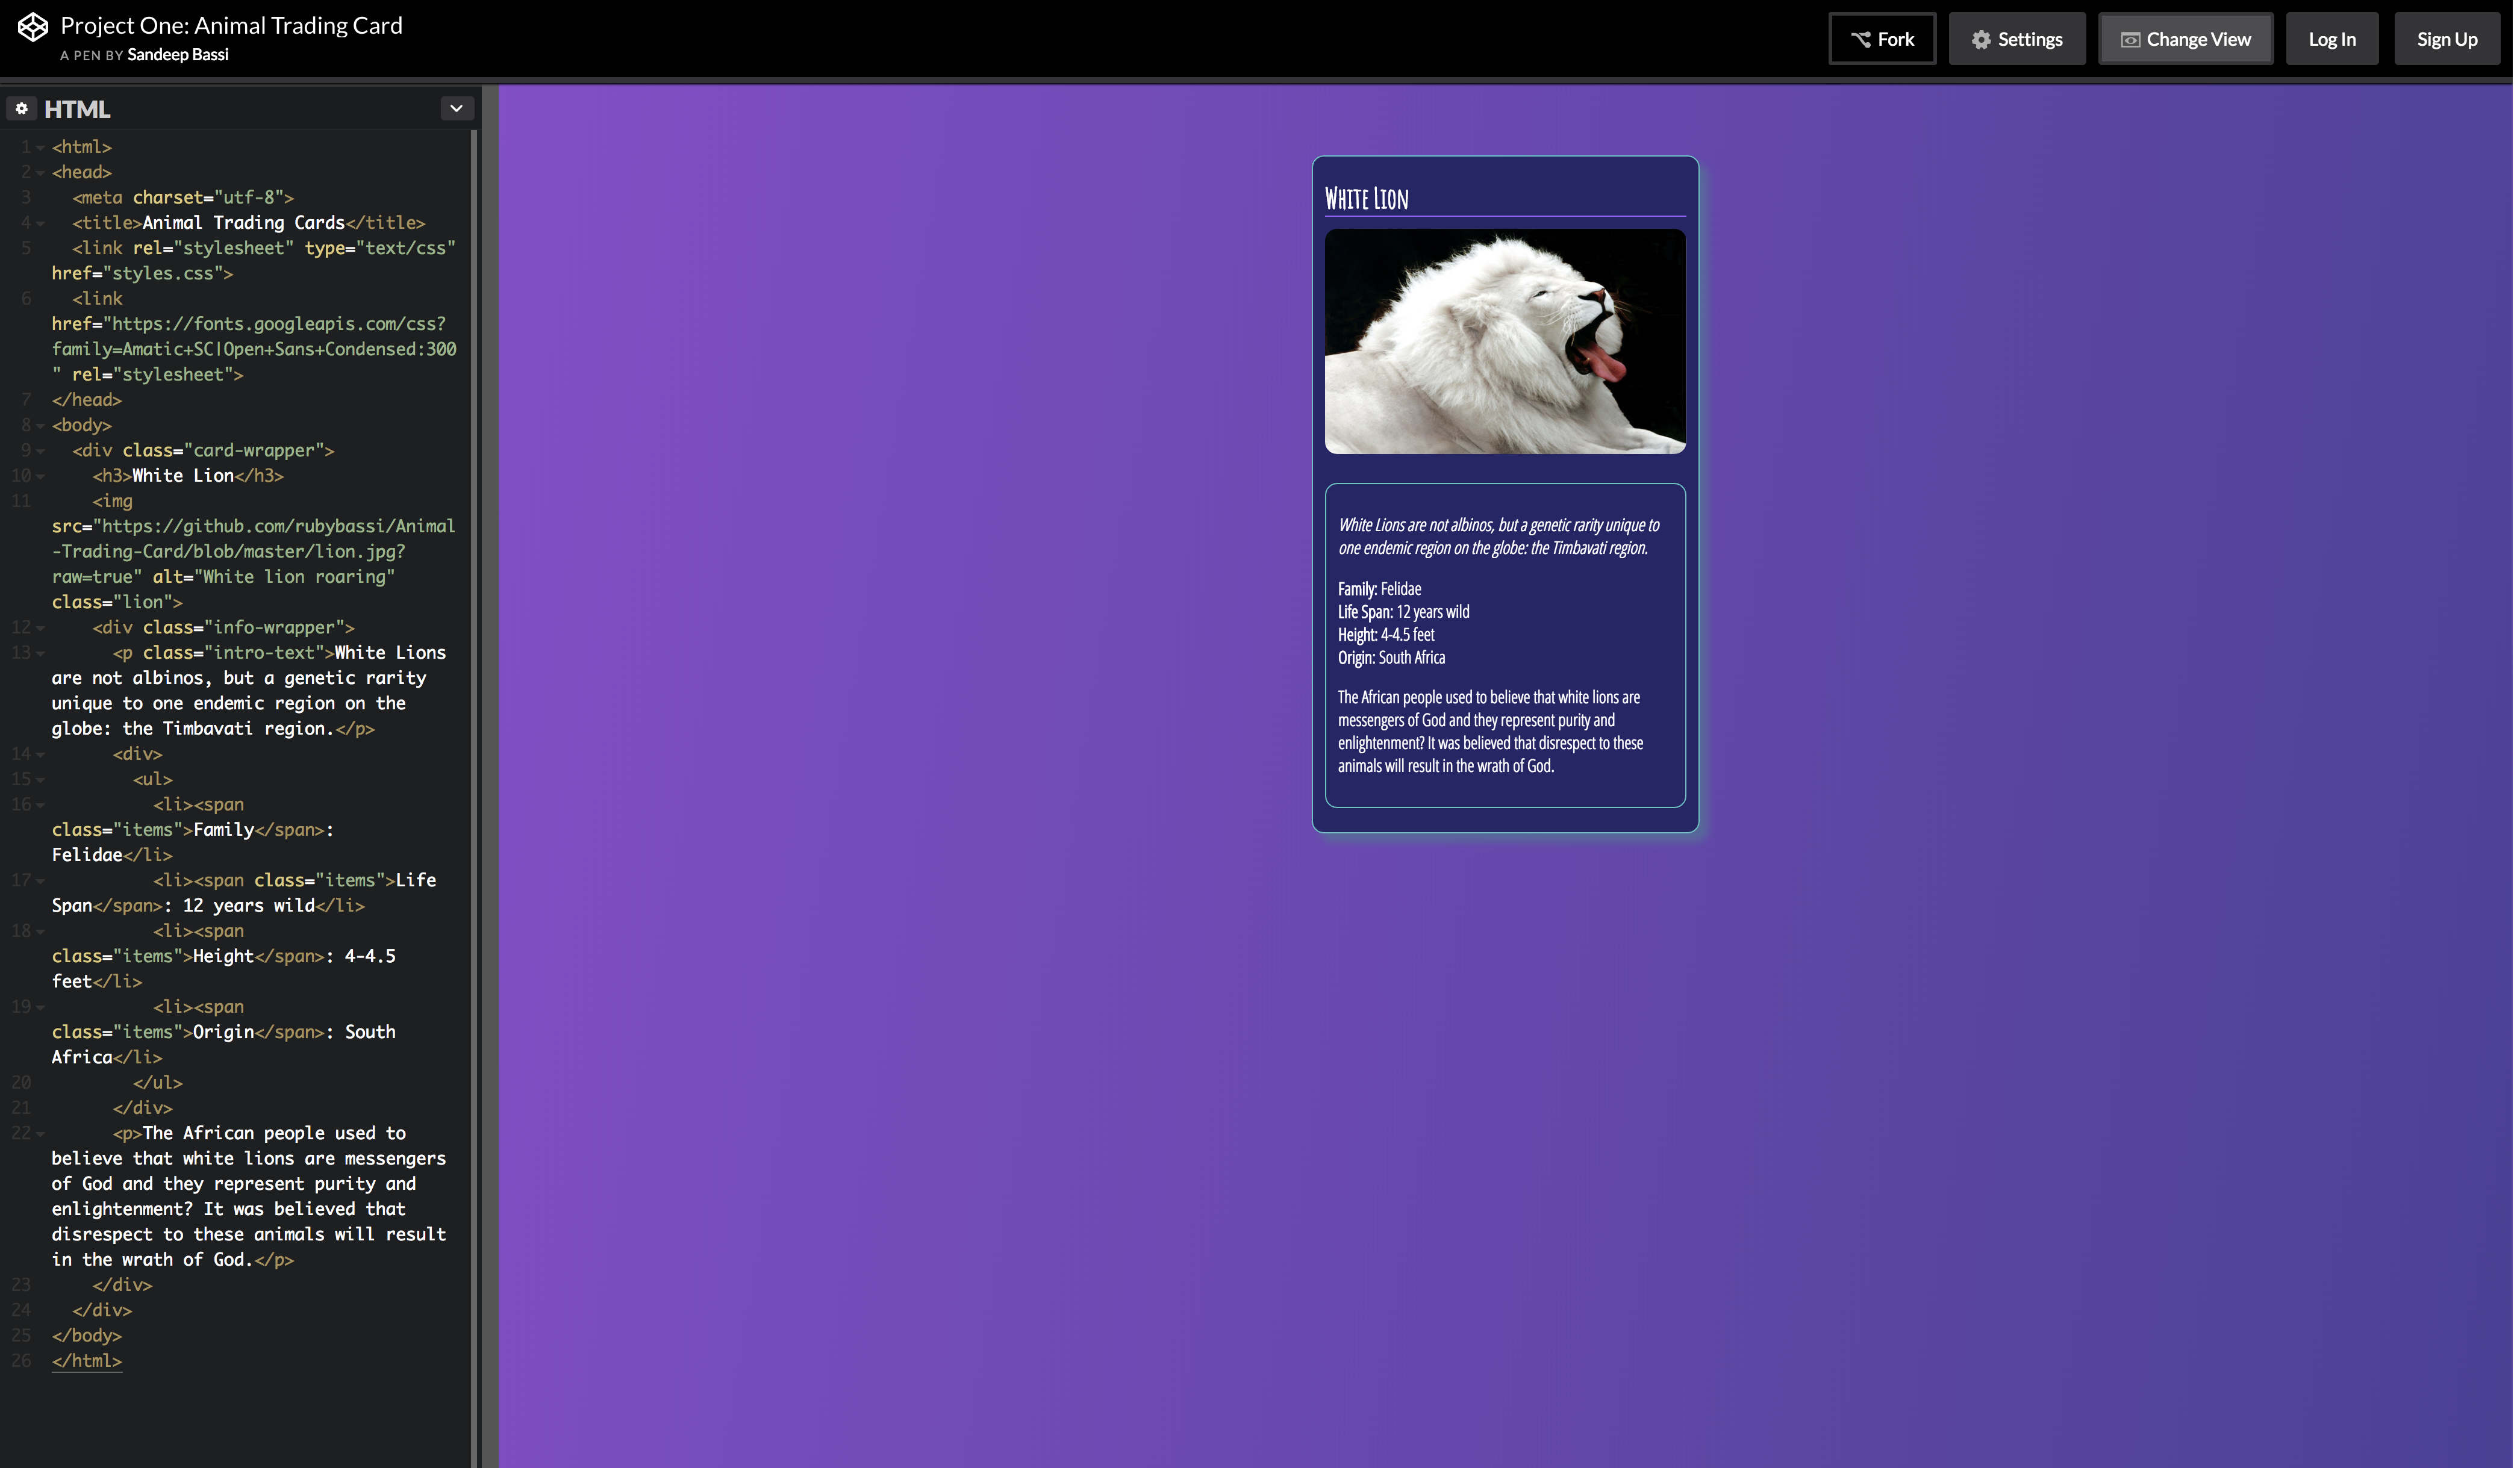 Project One: Animal Trading Card
A PEN BY Sandeep Bassi
Fork
Settings
Change View
Log In
Sign Up
HTML
1 <html>
2 <head>
3 <meta charset="utf-8">
4 <title>Animal Trading Cards</title>
5 <link rel="stylesheet" type="text/css"
href="styles.css">
6 <link
href="https://fonts.googleapis.com/css?
family=Amatic+SC|Open+Sans+Condensed:300
" rel="stylesheet">
7 </head>
8 <body>
9 <div class="card-wrapper">
10 <h3>White Lion</h3>
11 <img
src="https://github.com/rubybassi/Animal
-Trading-Card/blob/master/lion.jpg?
raw=true" alt="White lion roaring"
class="lion">
12 <div class="info-wrapper">
13 <p class="intro-text">White Lions
are not albinos, but a genetic rarity
unique to one endemic region on the
globe: the Timbavati region.</p>
14 <div>
15 <ul>
16 <li><span
class="items">Family</span>:
Felidae</li>
17 <li><span class="items">Life
Span</span>: 12 years wild</li>
18 <li><span
class="items">Height</span>: 4-4.5
feet</li>
19 <li><span
class="items">Origin</span>: South
Africa</li>
20 </ul>
21 </div>
22 <p>The African people used to
believe that white lions are messengers
of God and they represent purity and
enlightenment? It was believed that
disrespect to these animals will result
in the wrath of God.</p>
23 </div>
24 </div>
25 </body>
26 </html>
White Lion
White Lions are not albinos, but a genetic rarity unique to
one endemic region on the globe: the Timbavati region.
Family: Felidae
Life Span: 12 years wild
Height: 4-4.5 feet
Origin: South Africa
The African people used to believe that white lions are
messengers of God and they represent purity and
enlightenment? It was believed that disrespect to these
animals will result in the wrath of God.